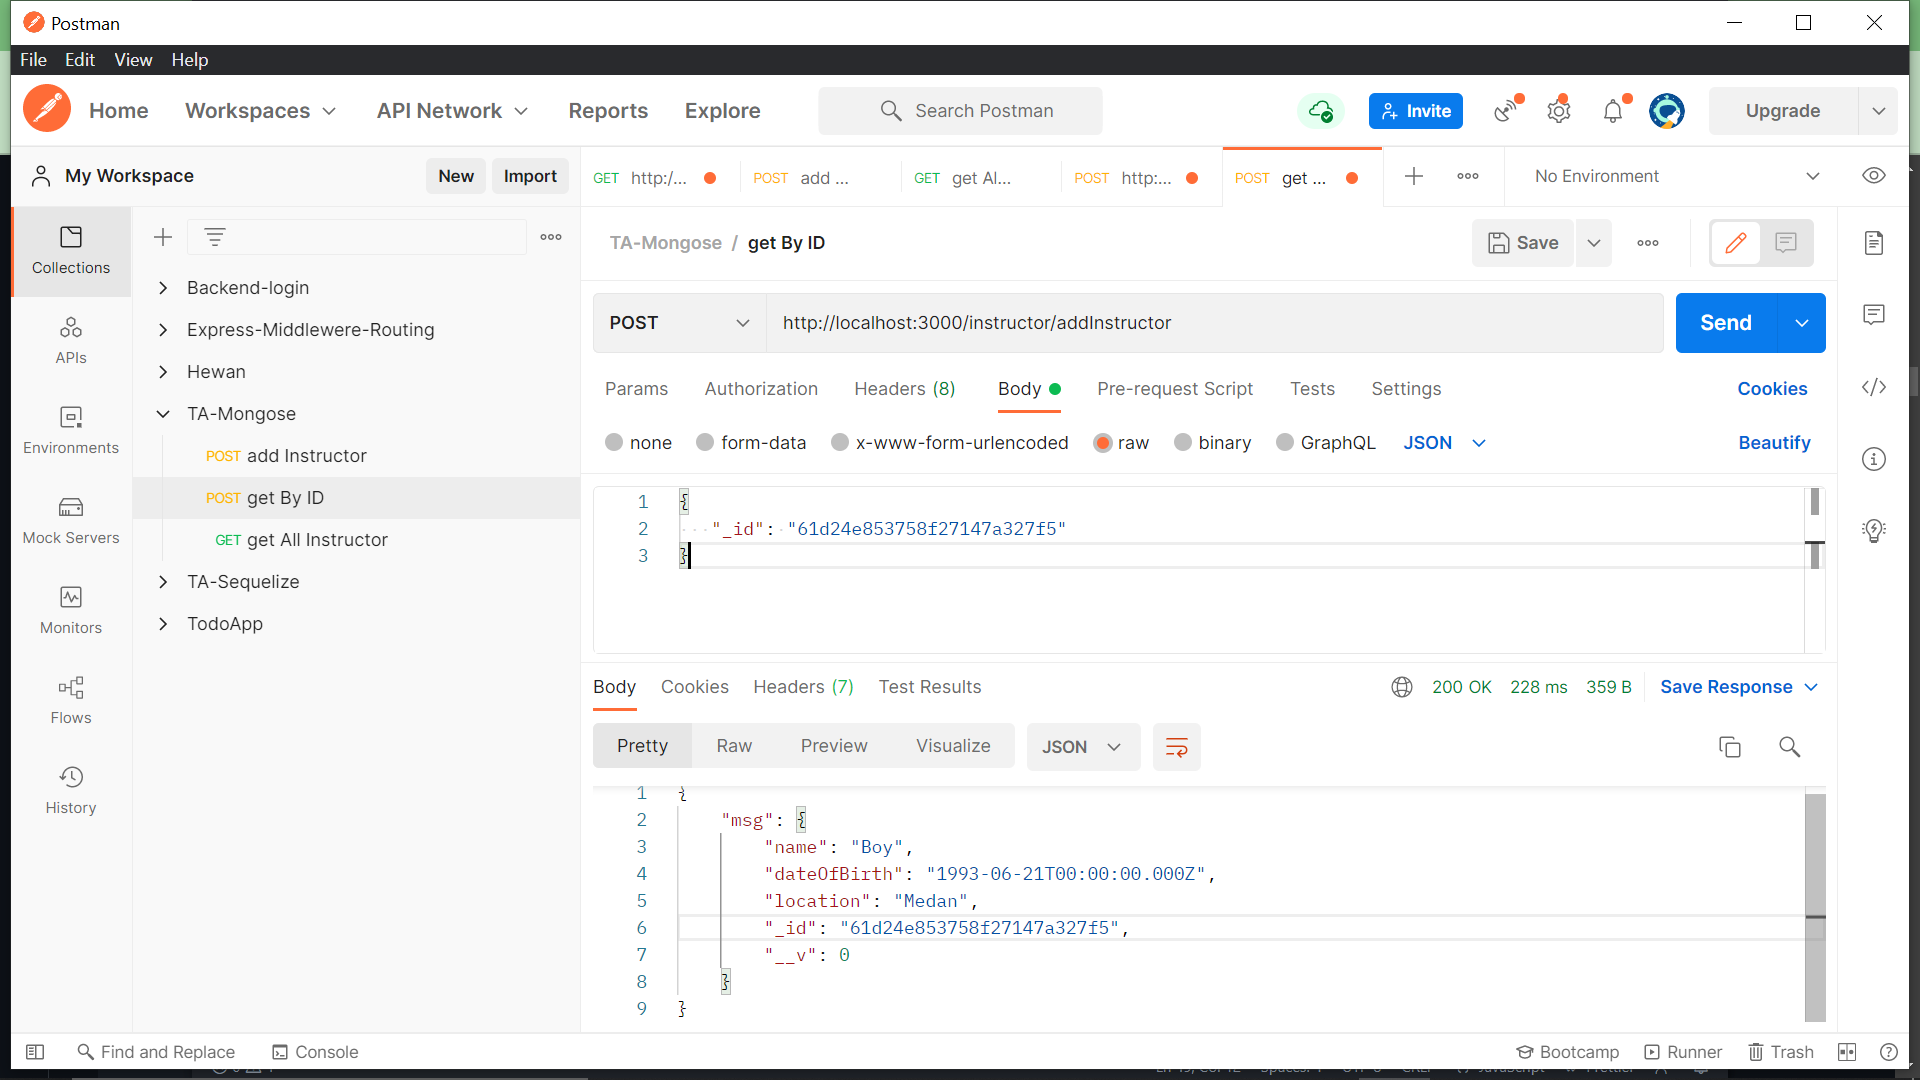 Postman
File Edit View Help
Home Workspaces API Network Reports Explore Search Postman Invite Upgrade
My Workspace New Import
GET http:/... POST add ... GET get Al... POST http:... POST get ... No Environment
Collections
APIs
Environments
Mock Servers
Monitors
Flows
History
Backend-login
Express-Middlewere-Routing
Hewan
TA-Mongose
POST add Instructor
POST get By ID
GET get All Instructor
TA-Sequelize
TodoApp
TA-Mongose / get By ID Save
POST http://localhost:3000/instructor/addInstructor Send
Params Authorization Headers (8) Body Pre-request Script Tests Settings Cookies
none form-data x-www-form-urlencoded raw binary GraphQL JSON Beautify
1 {
2 "_id": "61d24e853758f27147a327f5"
3 }
Body Cookies Headers (7) Test Results 200 OK 228 ms 359 B Save Response
Pretty Raw Preview Visualize JSON
1 {
2 "msg": {
3 "name": "Boy",
4 "dateOfBirth": "1993-06-21T00:00:00.000Z",
5 "location": "Medan",
6 "_id": "61d24e853758f27147a327f5",
7 "__v": 0
8 }
9 }
Find and Replace Console Bootcamp Runner Trash